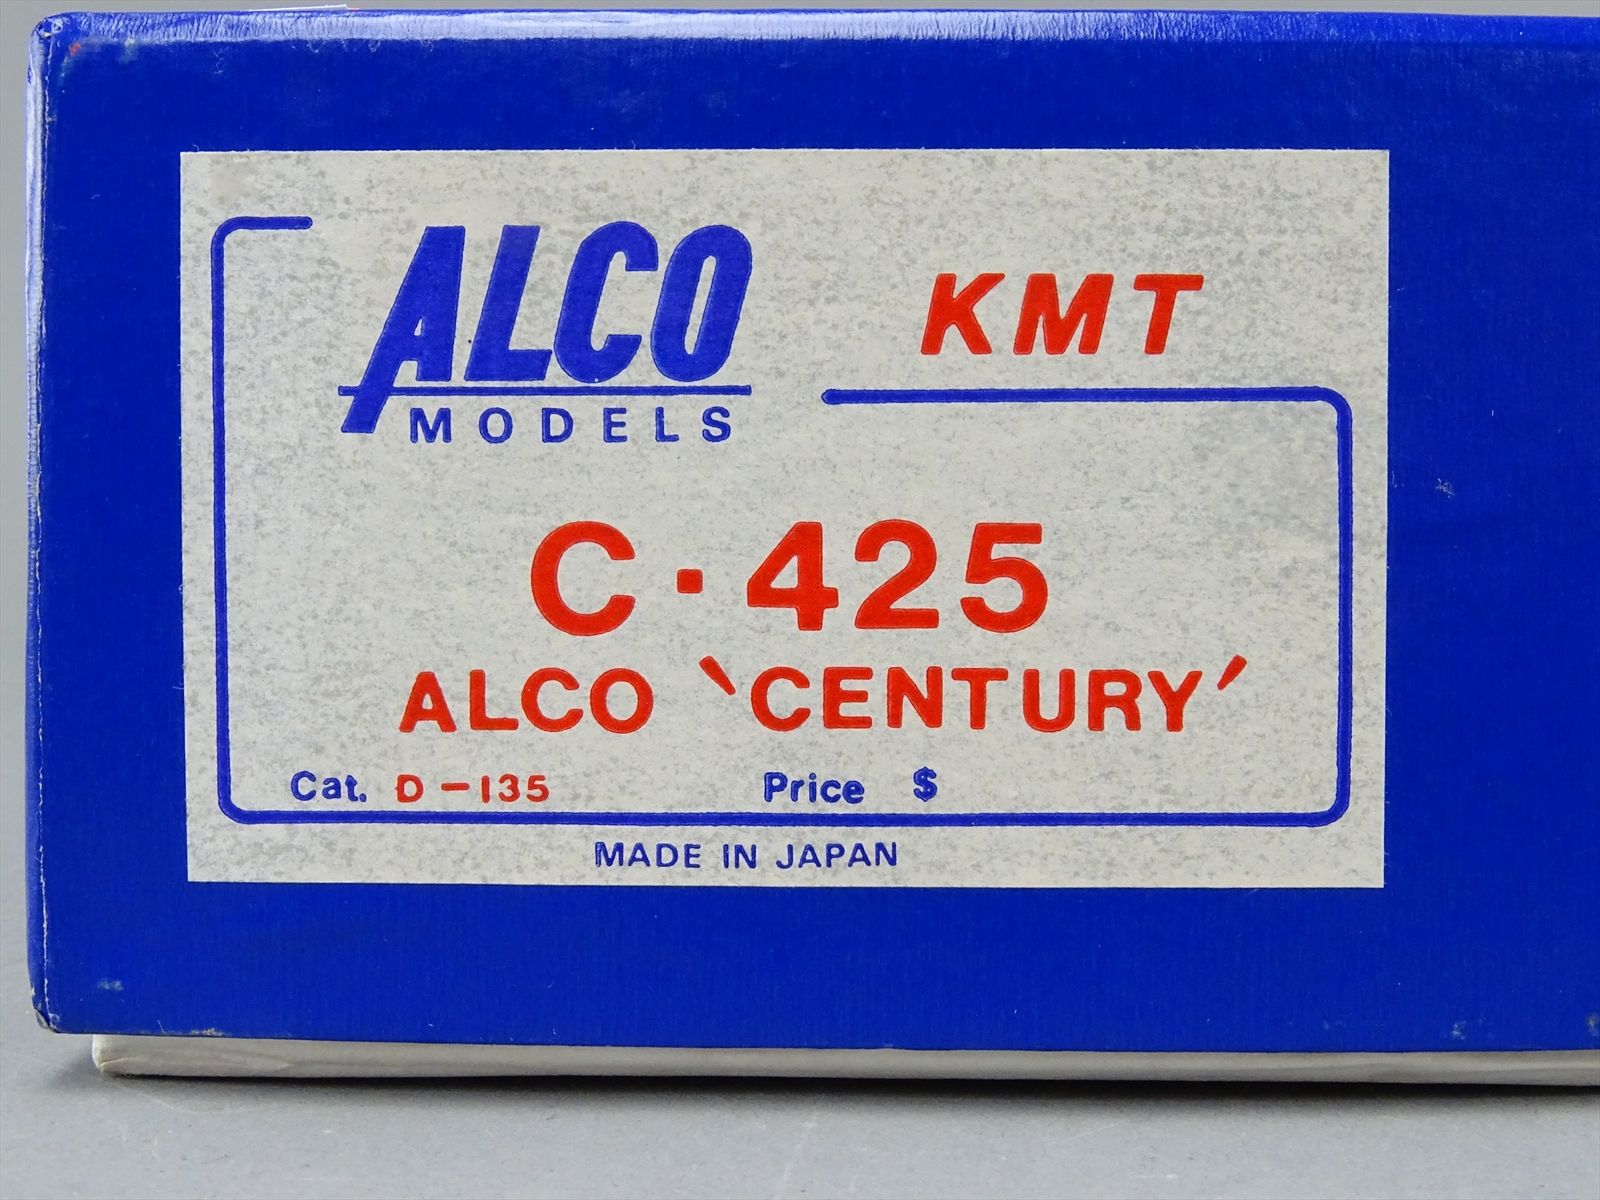 ALCO KMT
MODELS
C·425
ALCO 'CENTURY'
Cat. D-135 Price $
MADE IN JAPAN